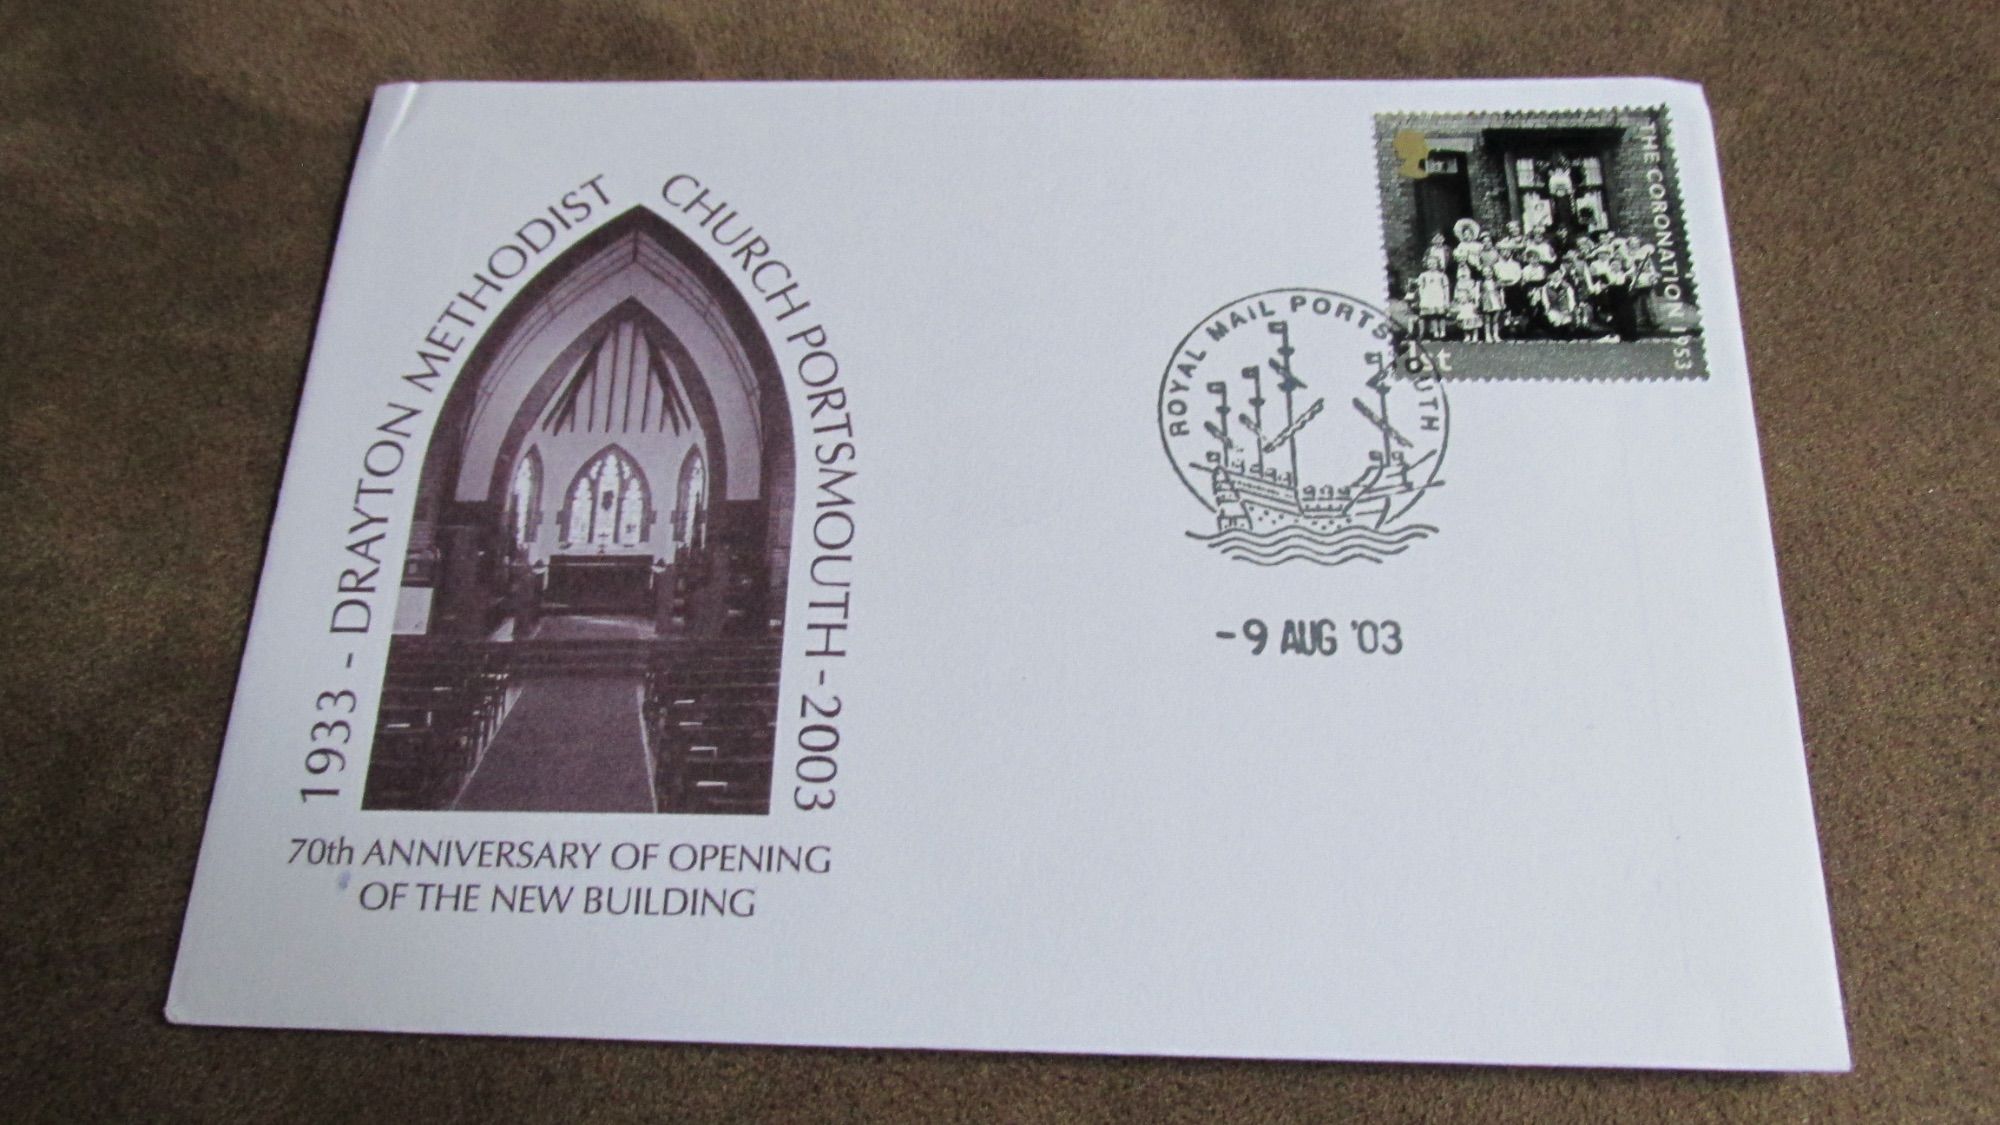 1933 - DRAYTON METHODIST CHURCH PORTSMOUTH - 2003
70th ANNIVERSARY OF OPENING
OF THE NEW BUILDING
THE CORONATION 1953
1st
ROYAL MAIL PORTSMOUTH
-9 AUG '03